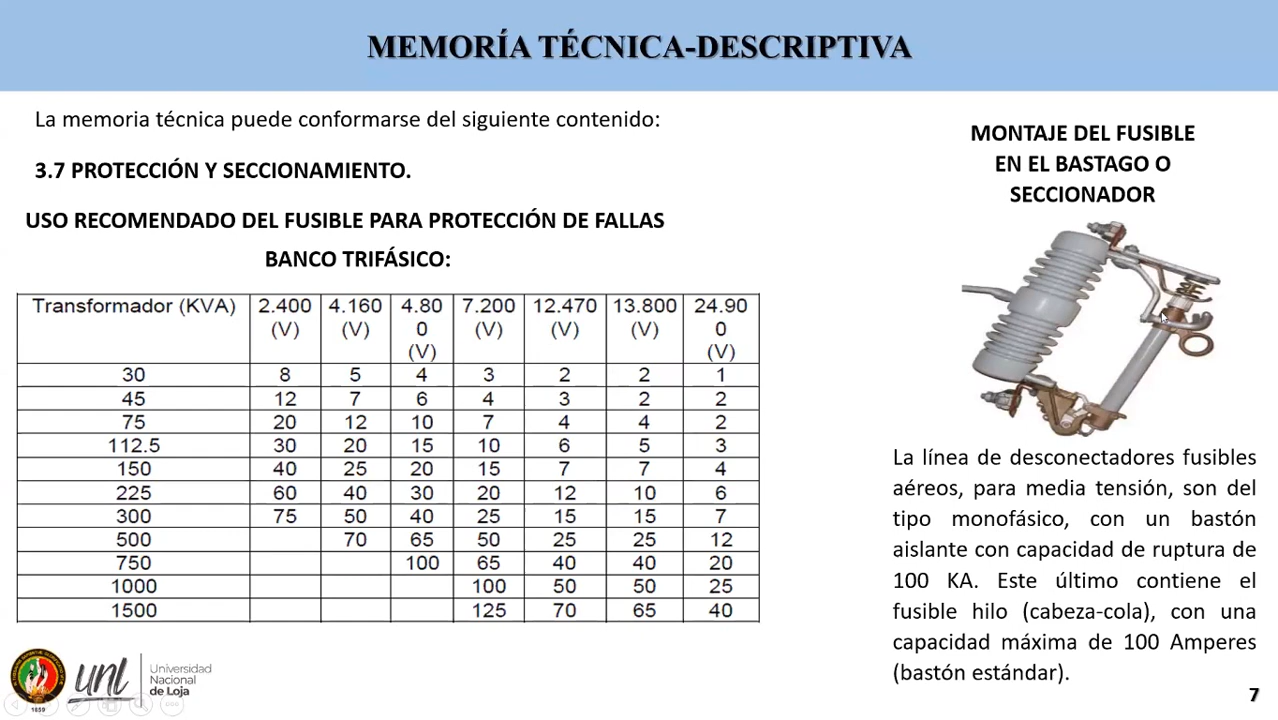 MEMORÍA TÉCNICA-DESCRIPTIVA
La memoria técnica puede conformarse del siguiente contenido:
3.7 PROTECCIÓN Y SECCIONAMIENTO.
USO RECOMENDADO DEL FUSIBLE PARA PROTECCIÓN DE FALLAS
BANCO TRIFÁSICO:
Transformador (KVA) 2.400 (V) 4.160 (V) 4.80 0 (V) 7.200 (V) 12.470 (V) 13.800 (V) 24.90 0 (V)
30 8 5 4 3 2 2 1
45 12 7 6 4 3 2 2
75 20 12 10 7 4 4 2
112.5 30 20 15 10 6 5 3
150 40 25 20 15 7 7 4
225 60 40 30 20 12 10 6
300 75 50 40 25 15 15 7
500 70 65 50 25 25 12
750 100 65 40 40 20
1000 100 50 50 25
1500 125 70 65 40
MONTAJE DEL FUSIBLE
EN EL BASTAGO O
SECCIONADOR
La línea de desconectadores fusibles
aéreos, para media tensión, son del
tipo monofásico, con un bastón
aislante con capacidad de ruptura de
100 KA. Este último contiene el
fusible hilo (cabeza-cola), con una
capacidad máxima de 100 Amperes
(bastón estándar).
1859
unl
Universidad
Nacional
de Loja
7